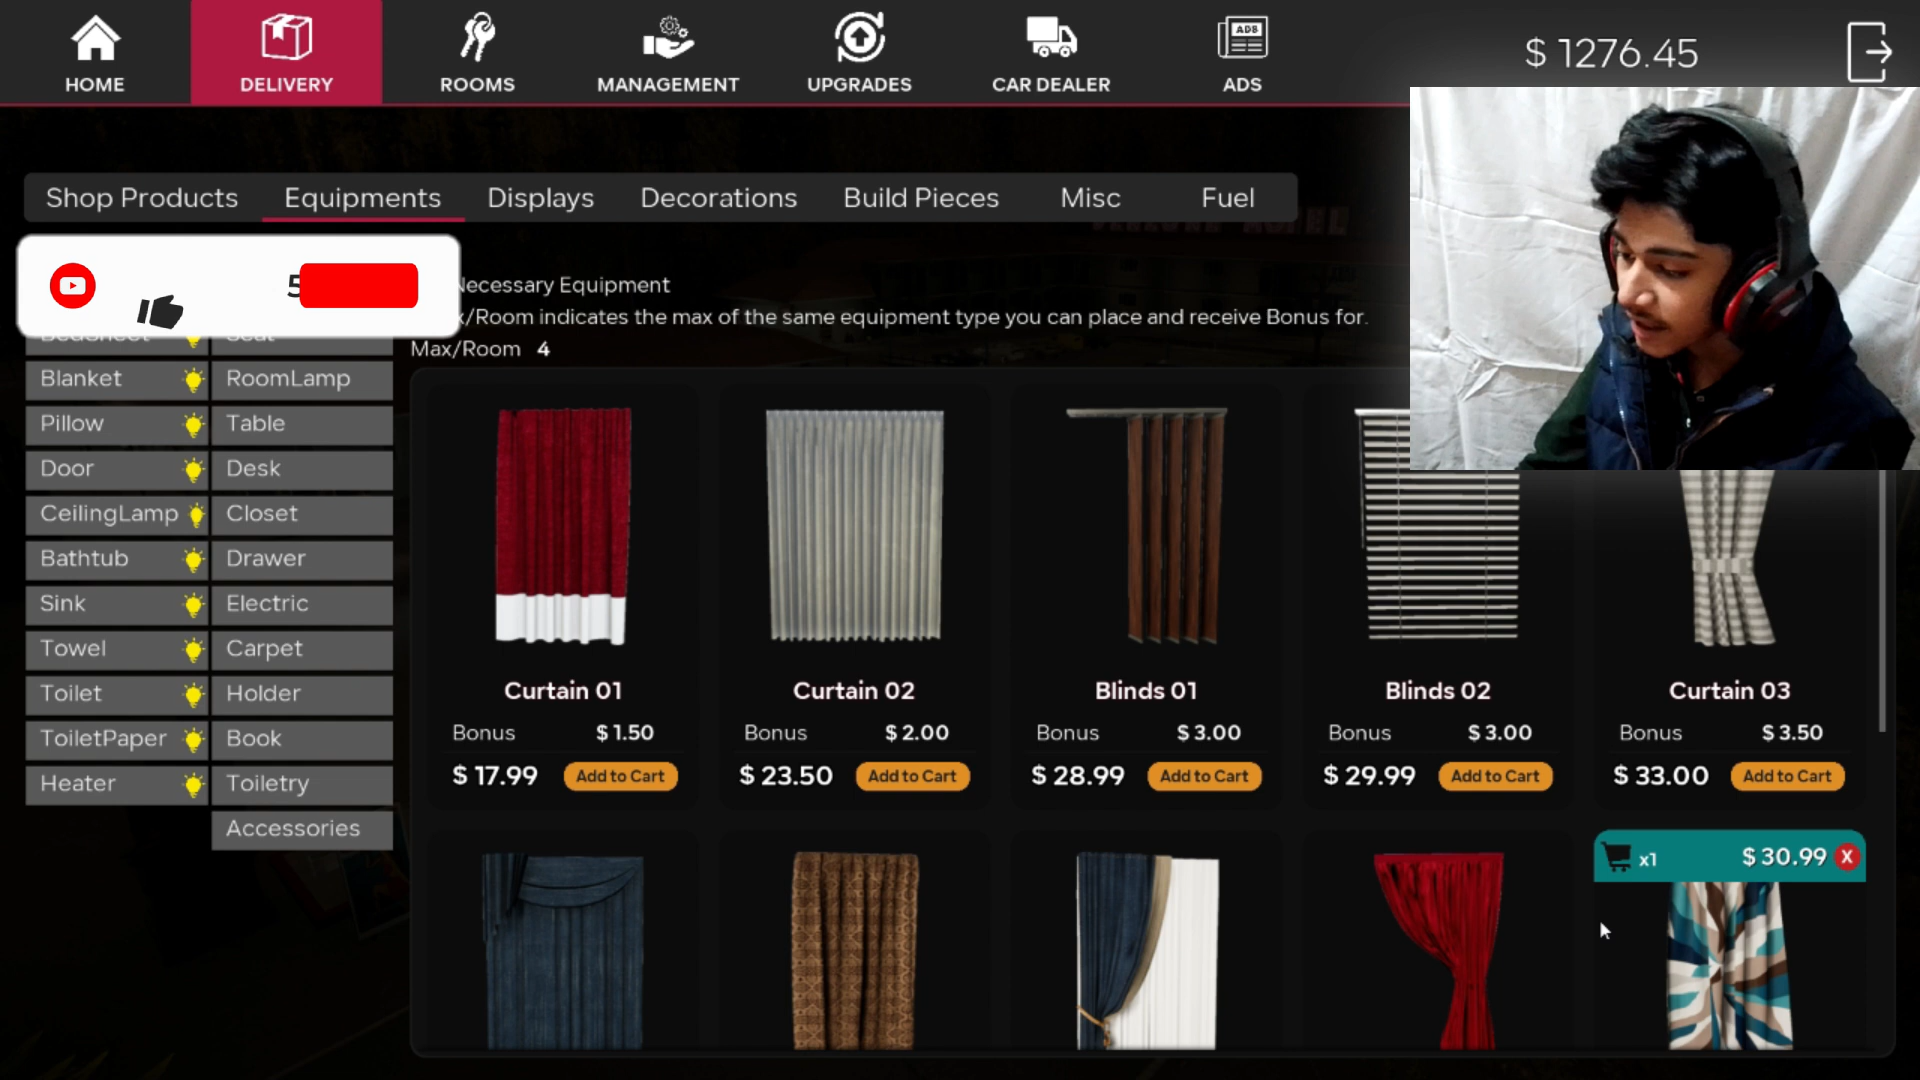 HOME
DELIVERY
ROOMS
MANAGEMENT
UPGRADES
CAR DEALER
ADS
ADS
$ 1276.45
Shop Products
Equipments
Displays
Decorations
Build Pieces
Misc
Fuel
Necessary Equipment
/Room indicates the max of the same equipment type you can place and receive Bonus for.
Max/Room 4
Blanket
Pillow
Door
CeilingLamp
Bathtub
Sink
Towel
Toilet
ToiletPaper
Heater
RoomLamp
Table
Desk
Closet
Drawer
Electric
Carpet
Holder
Book
Toiletry
Accessories
Curtain 01
Bonus $ 1.50
$ 17.99 Add to Cart
Curtain 02
Bonus $ 2.00
$ 23.50 Add to Cart
Blinds 01
Bonus $ 3.00
$ 28.99 Add to Cart
Blinds 02
Bonus $ 3.00
$ 29.99 Add to Cart
Curtain 03
Bonus $ 3.50
$ 33.00 Add to Cart
x1 $ 30.99 X